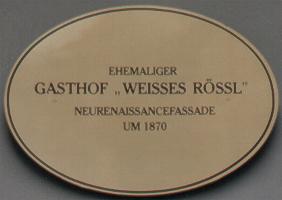 EHEMALIGER
GASTHOF „WEISSES RÖSSL"
NEURENAISSANCEFASSADE
UM 1870